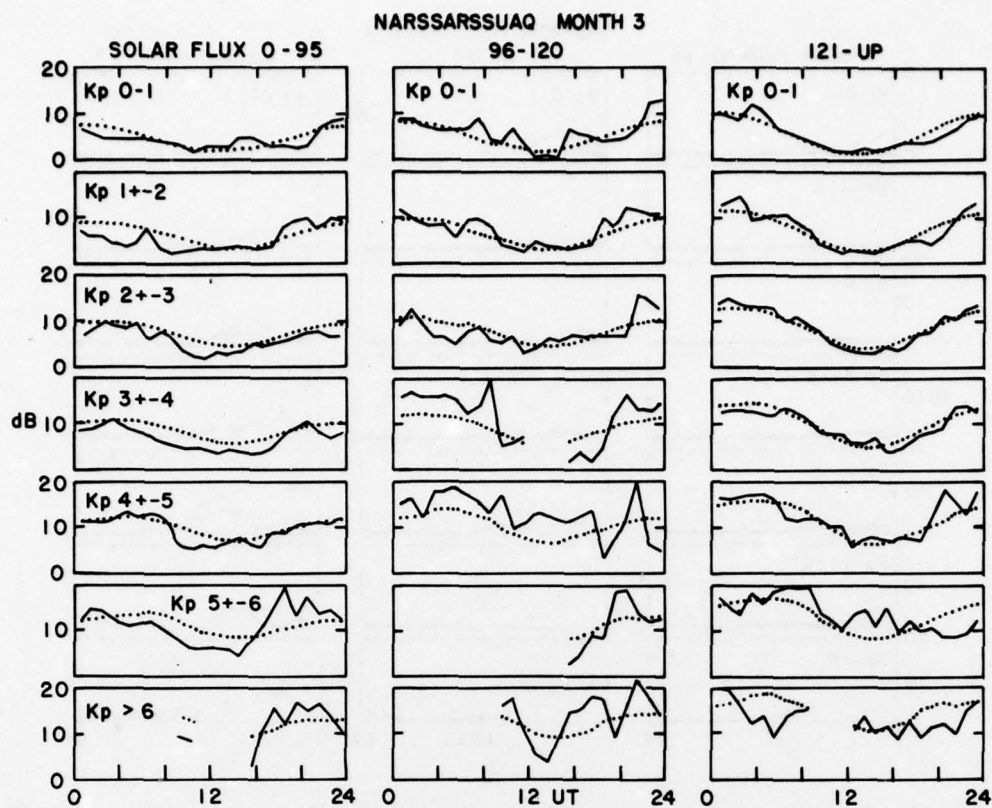 NARSSARSSUAQ MONTH 3
SOLAR FLUX 0-95 96-120 121-UP
20 Kp 0-1 Kp 0-1 Kp 0-1
10
0
Kp 1+-2
10
20 Kp 2+-3
10
0
Kp 3+-4
dB 10
20 Kp 4+-5
10
0
Kp 5+-6
10
20 Kp > 6
10
0
0 12 24 0 12 UT 24 0 12 24